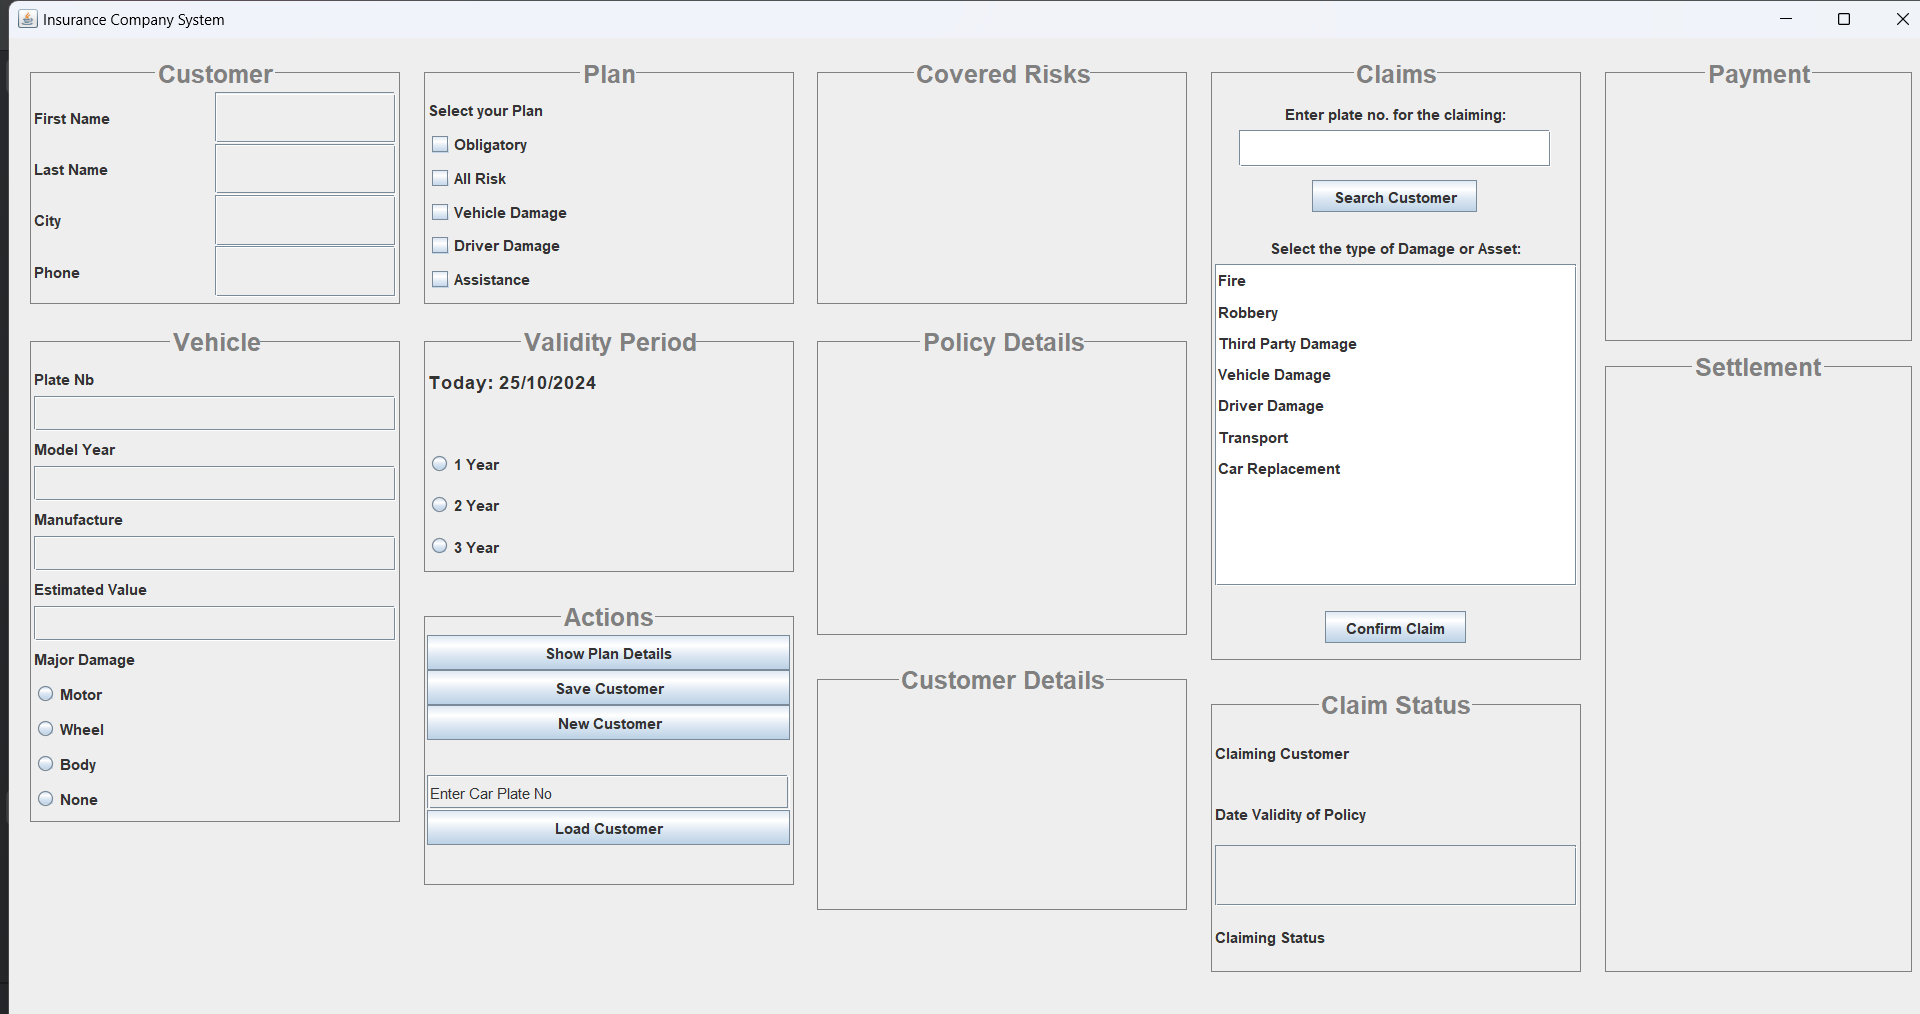 Insurance Company System
Customer
First Name
Last Name
City
Phone
Vehicle
Plate Nb
Model Year
Manufacture
Estimated Value
Major Damage
Motor
Wheel
Body
None
Plan
Select your Plan
Obligatory
All Risk
Vehicle Damage
Driver Damage
Assistance
Validity Period
Today: 25/10/2024
1 Year
2 Year
3 Year
Actions
Show Plan Details
Save Customer
New Customer
Enter Car Plate No
Load Customer
Covered Risks
Policy Details
Customer Details
Claims
Enter plate no. for the claiming:
Search Customer
Select the type of Damage or Asset:
Fire
Robbery
Third Party Damage
Vehicle Damage
Driver Damage
Transport
Car Replacement
Confirm Claim
Claim Status
Claiming Customer
Date Validity of Policy
Claiming Status
Payment
Settlement